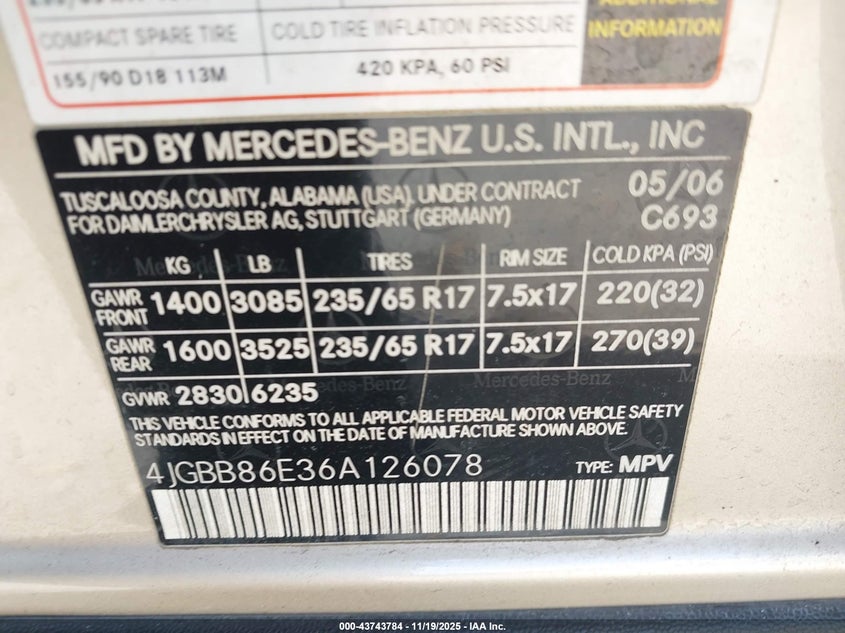 ADDITIONAL
INFORMATION
COMPACT SPARE TIRE COLD TIRE INFLATION PRESSURE
155/90 D18 113M 420 KPA, 60 PSI
MFD BY MERCEDES-BENZ U.S. INTL., INC
TUSCALOOSA COUNTY, ALABAMA (USA). UNDER CONTRACT 05/06
FOR DAIMLERCHRYSLER AG, STUTTGART (GERMANY) C693
KG LB TIRES RIM SIZE COLD KPA (PSI)
GAWR FRONT 1400 3085 235/65 R17 7.5x17 220(32)
GAWR REAR 1600 3525 235/65 R17 7.5x17 270(39)
GVWR 2830 6235
THIS VEHICLE CONFORMS TO ALL APPLICABLE FEDERAL MOTOR VEHICLE SAFETY
STANDARDS IN EFFECT ON THE DATE OF MANUFACTURE SHOWN ABOVE.
4JGBB86E36A126078 TYPE: MPV
000-43743784 - 11/19/2025 - IAA Inc.